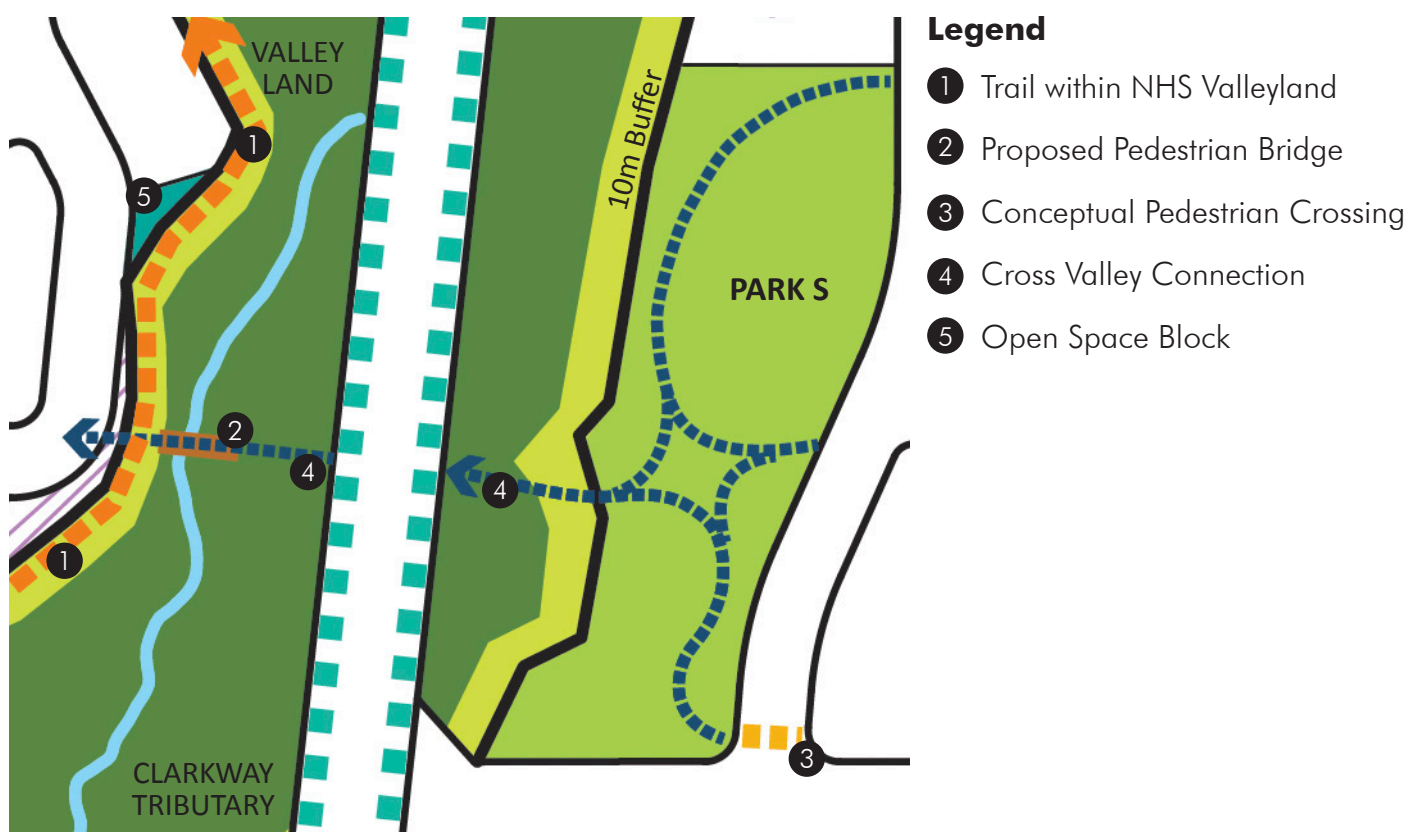 VALLEY
LAND
1
5
10m Buffer
PARK S
2
4
4
1
3
CLARKWAY
TRIBUTARY
Legend
1 Trail within NHS Valleyland
2 Proposed Pedestrian Bridge
3 Conceptual Pedestrian Crossing
4 Cross Valley Connection
5 Open Space Block